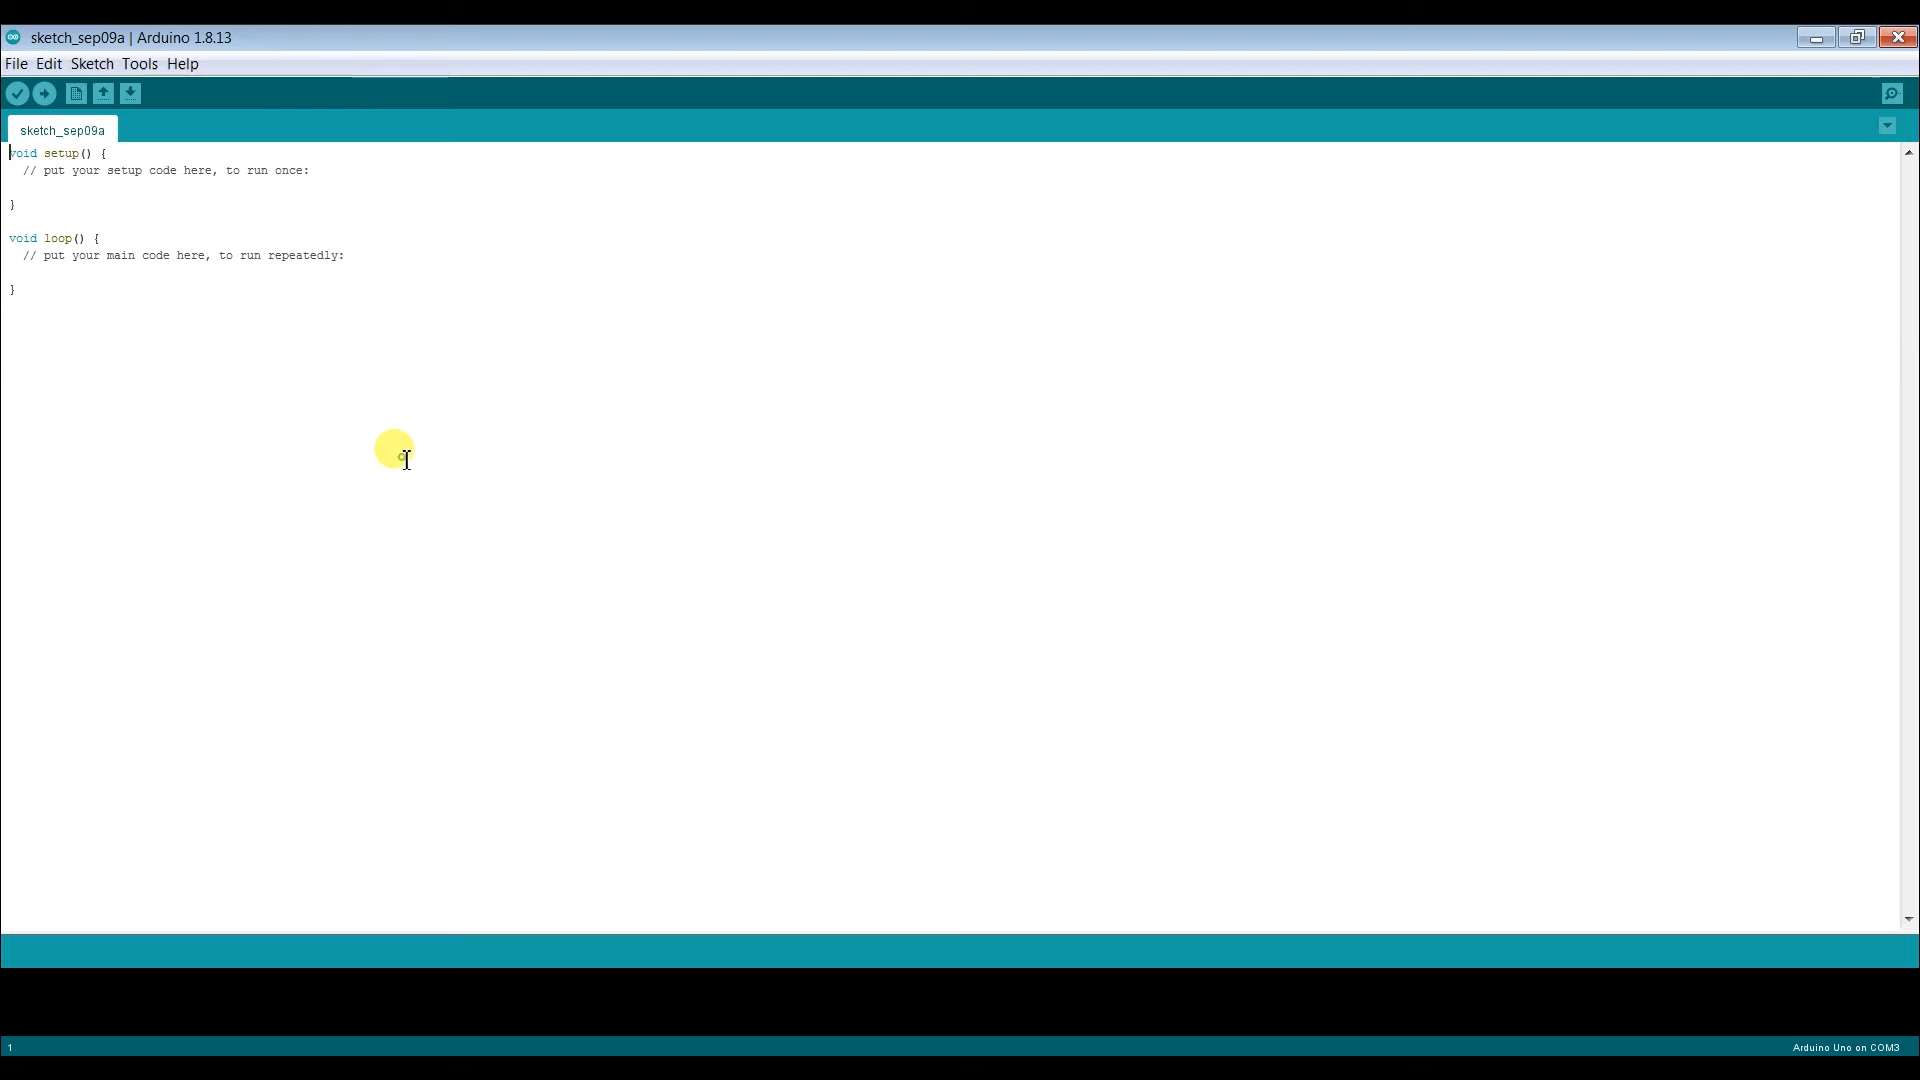 sketch_sep09a | Arduino 1.8.13
File Edit Sketch Tools Help
sketch_sep09a
void setup() {
// put your setup code here, to run once:
}
void loop() {
// put your main code here, to run repeatedly:
}
1
Arduino Uno on COM3